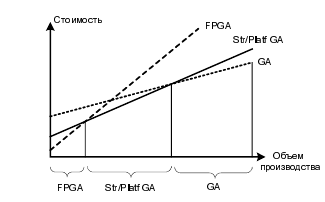 Стоимость
FPGA
Str/Platf GA
GA
Объем
производства
FPGA
Str/Platf GA
GA